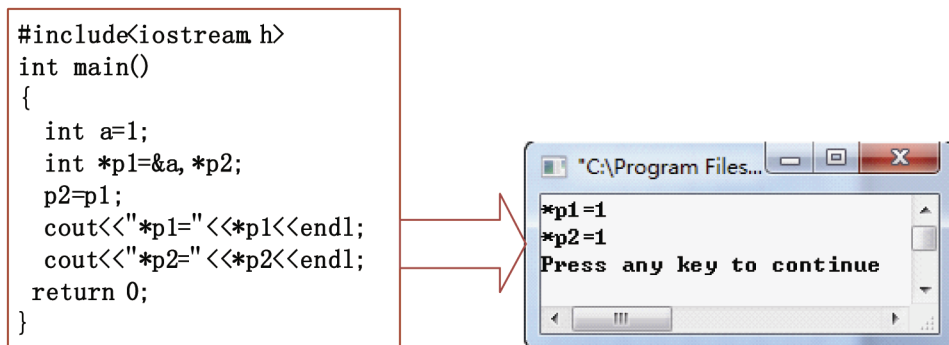 #include<iostream.h>
int main()
{
int a=1;
int *p1=&a,*p2;
p2=p1;
cout<<"*p1="<<*p1<<endl;
cout<<"*p2="<<*p2<<endl;
return 0;
}
"C:\Program Files...
*p1=1
*p2=1
Press any key to continue